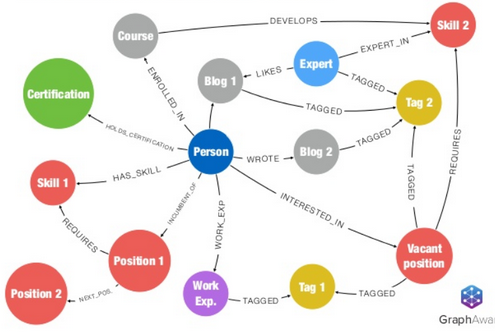 DEVELOPS
Skill 2
Course
EXPERT_IN
Expert
LIKES
Blog 1
TAGGED
Certification
ENROLLED_IN
TAGGED
Tag 2
HOLDS_CERTIFICATION
Person
WROTE
Blog 2
TAGGED
REQUIRES
HAS_SKILL
Skill 1
INCUMBENT_OF
WORK_EXP
INTERESTED_IN
TAGGED
REQUIRES
Position 1
Vacant
position
Position 2
NEXT_POS.
Work
Exp.
TAGGED
Tag 1
TAGGED
GraphAwa